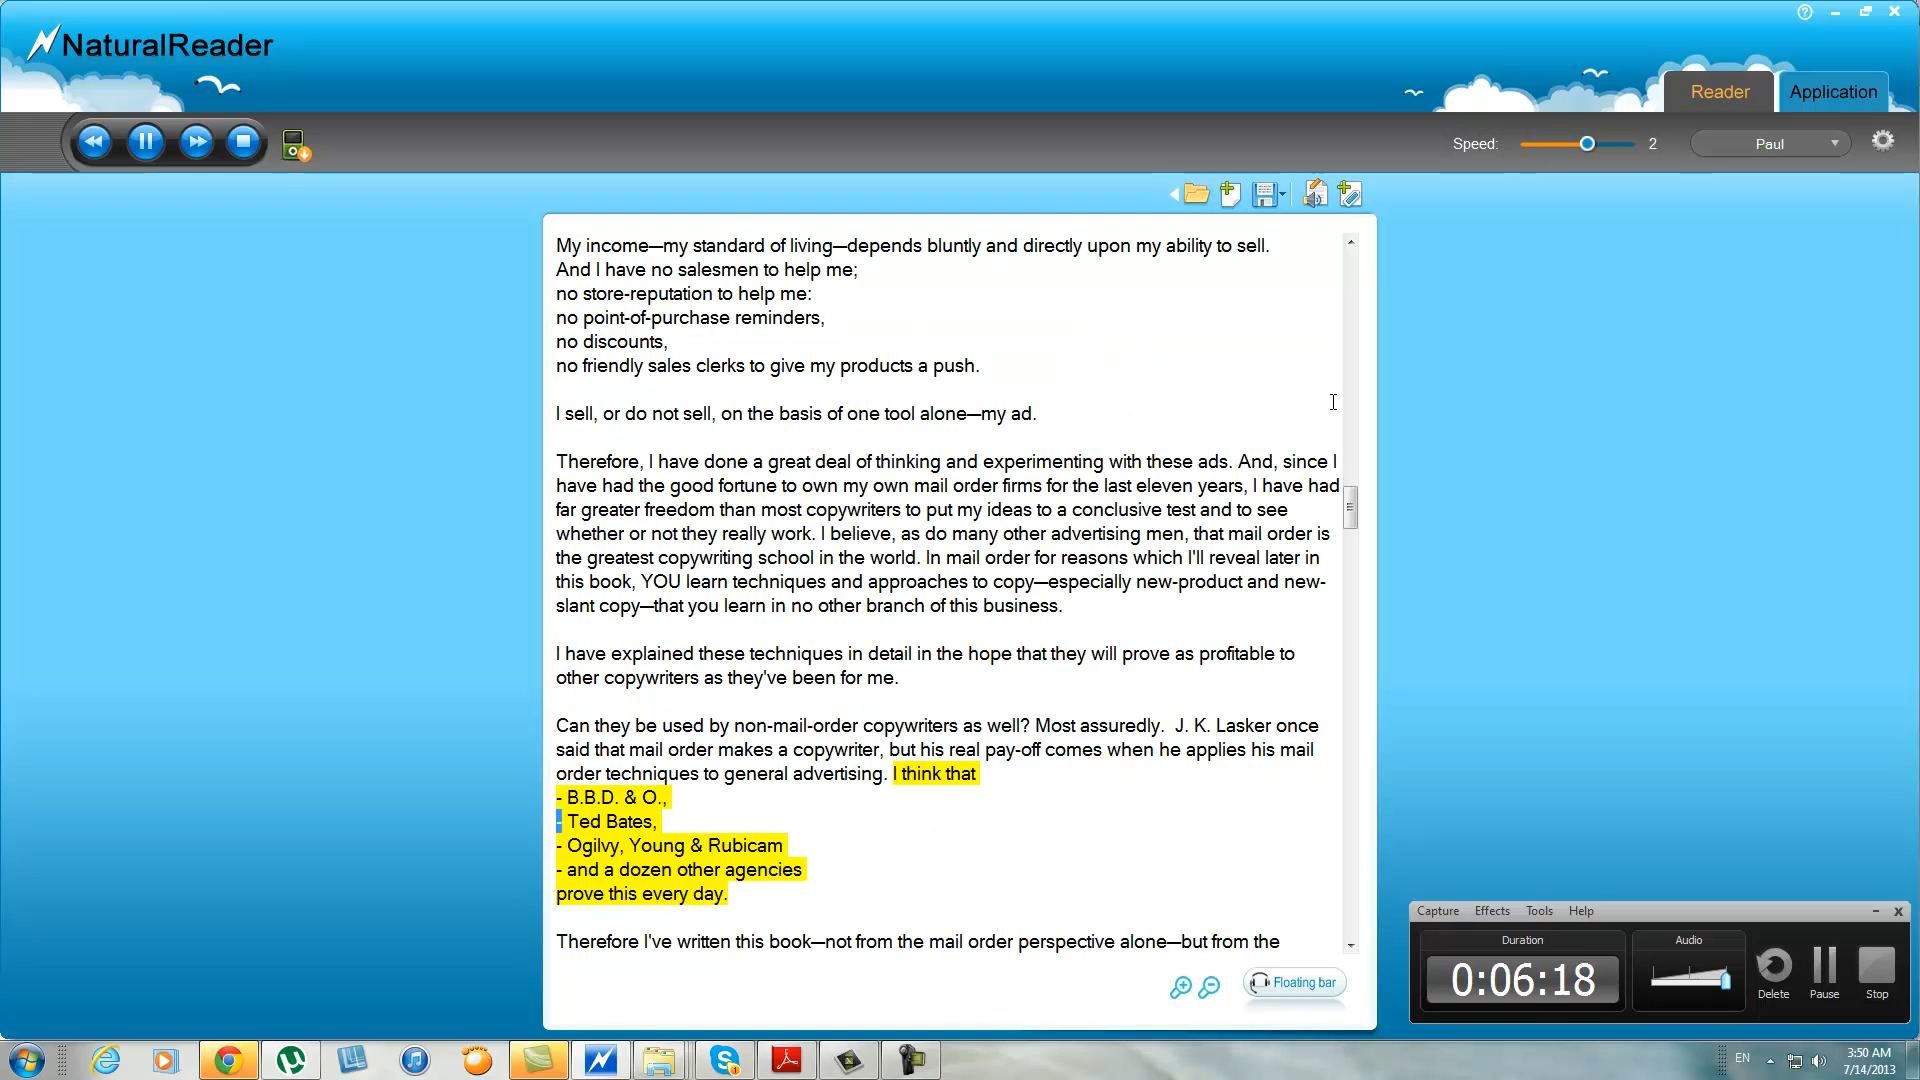 NaturalReader
Reader
Application
Speed:
2
Paul
My income—my standard of living—depends bluntly and directly upon my ability to sell.
And I have no salesmen to help me;
no store-reputation to help me:
no point-of-purchase reminders,
no discounts,
no friendly sales clerks to give my products a push.
I sell, or do not sell, on the basis of one tool alone—my ad.
Therefore, I have done a great deal of thinking and experimenting with these ads. And, since I
have had the good fortune to own my own mail order firms for the last eleven years, I have had
far greater freedom than most copywriters to put my ideas to a conclusive test and to see
whether or not they really work. I believe, as do many other advertising men, that mail order is
the greatest copywriting school in the world. In mail order for reasons which I'll reveal later in
this book, YOU learn techniques and approaches to copy—especially new-product and new-
slant copy—that you learn in no other branch of this business.
I have explained these techniques in detail in the hope that they will prove as profitable to
other copywriters as they've been for me.
Can they be used by non-mail-order copywriters as well? Most assuredly.  J. K. Lasker once
said that mail order makes a copywriter, but his real pay-off comes when he applies his mail
order techniques to general advertising. I think that
- B.B.D. & O.,
- Ted Bates,
- Ogilvy, Young & Rubicam
- and a dozen other agencies
prove this every day.
Therefore I've written this book—not from the mail order perspective alone—but from the
Floating bar
Capture Effects Tools Help
Duration
Audio
0:06:18
Delete Pause Stop
EN
3:50 AM
7/14/2013